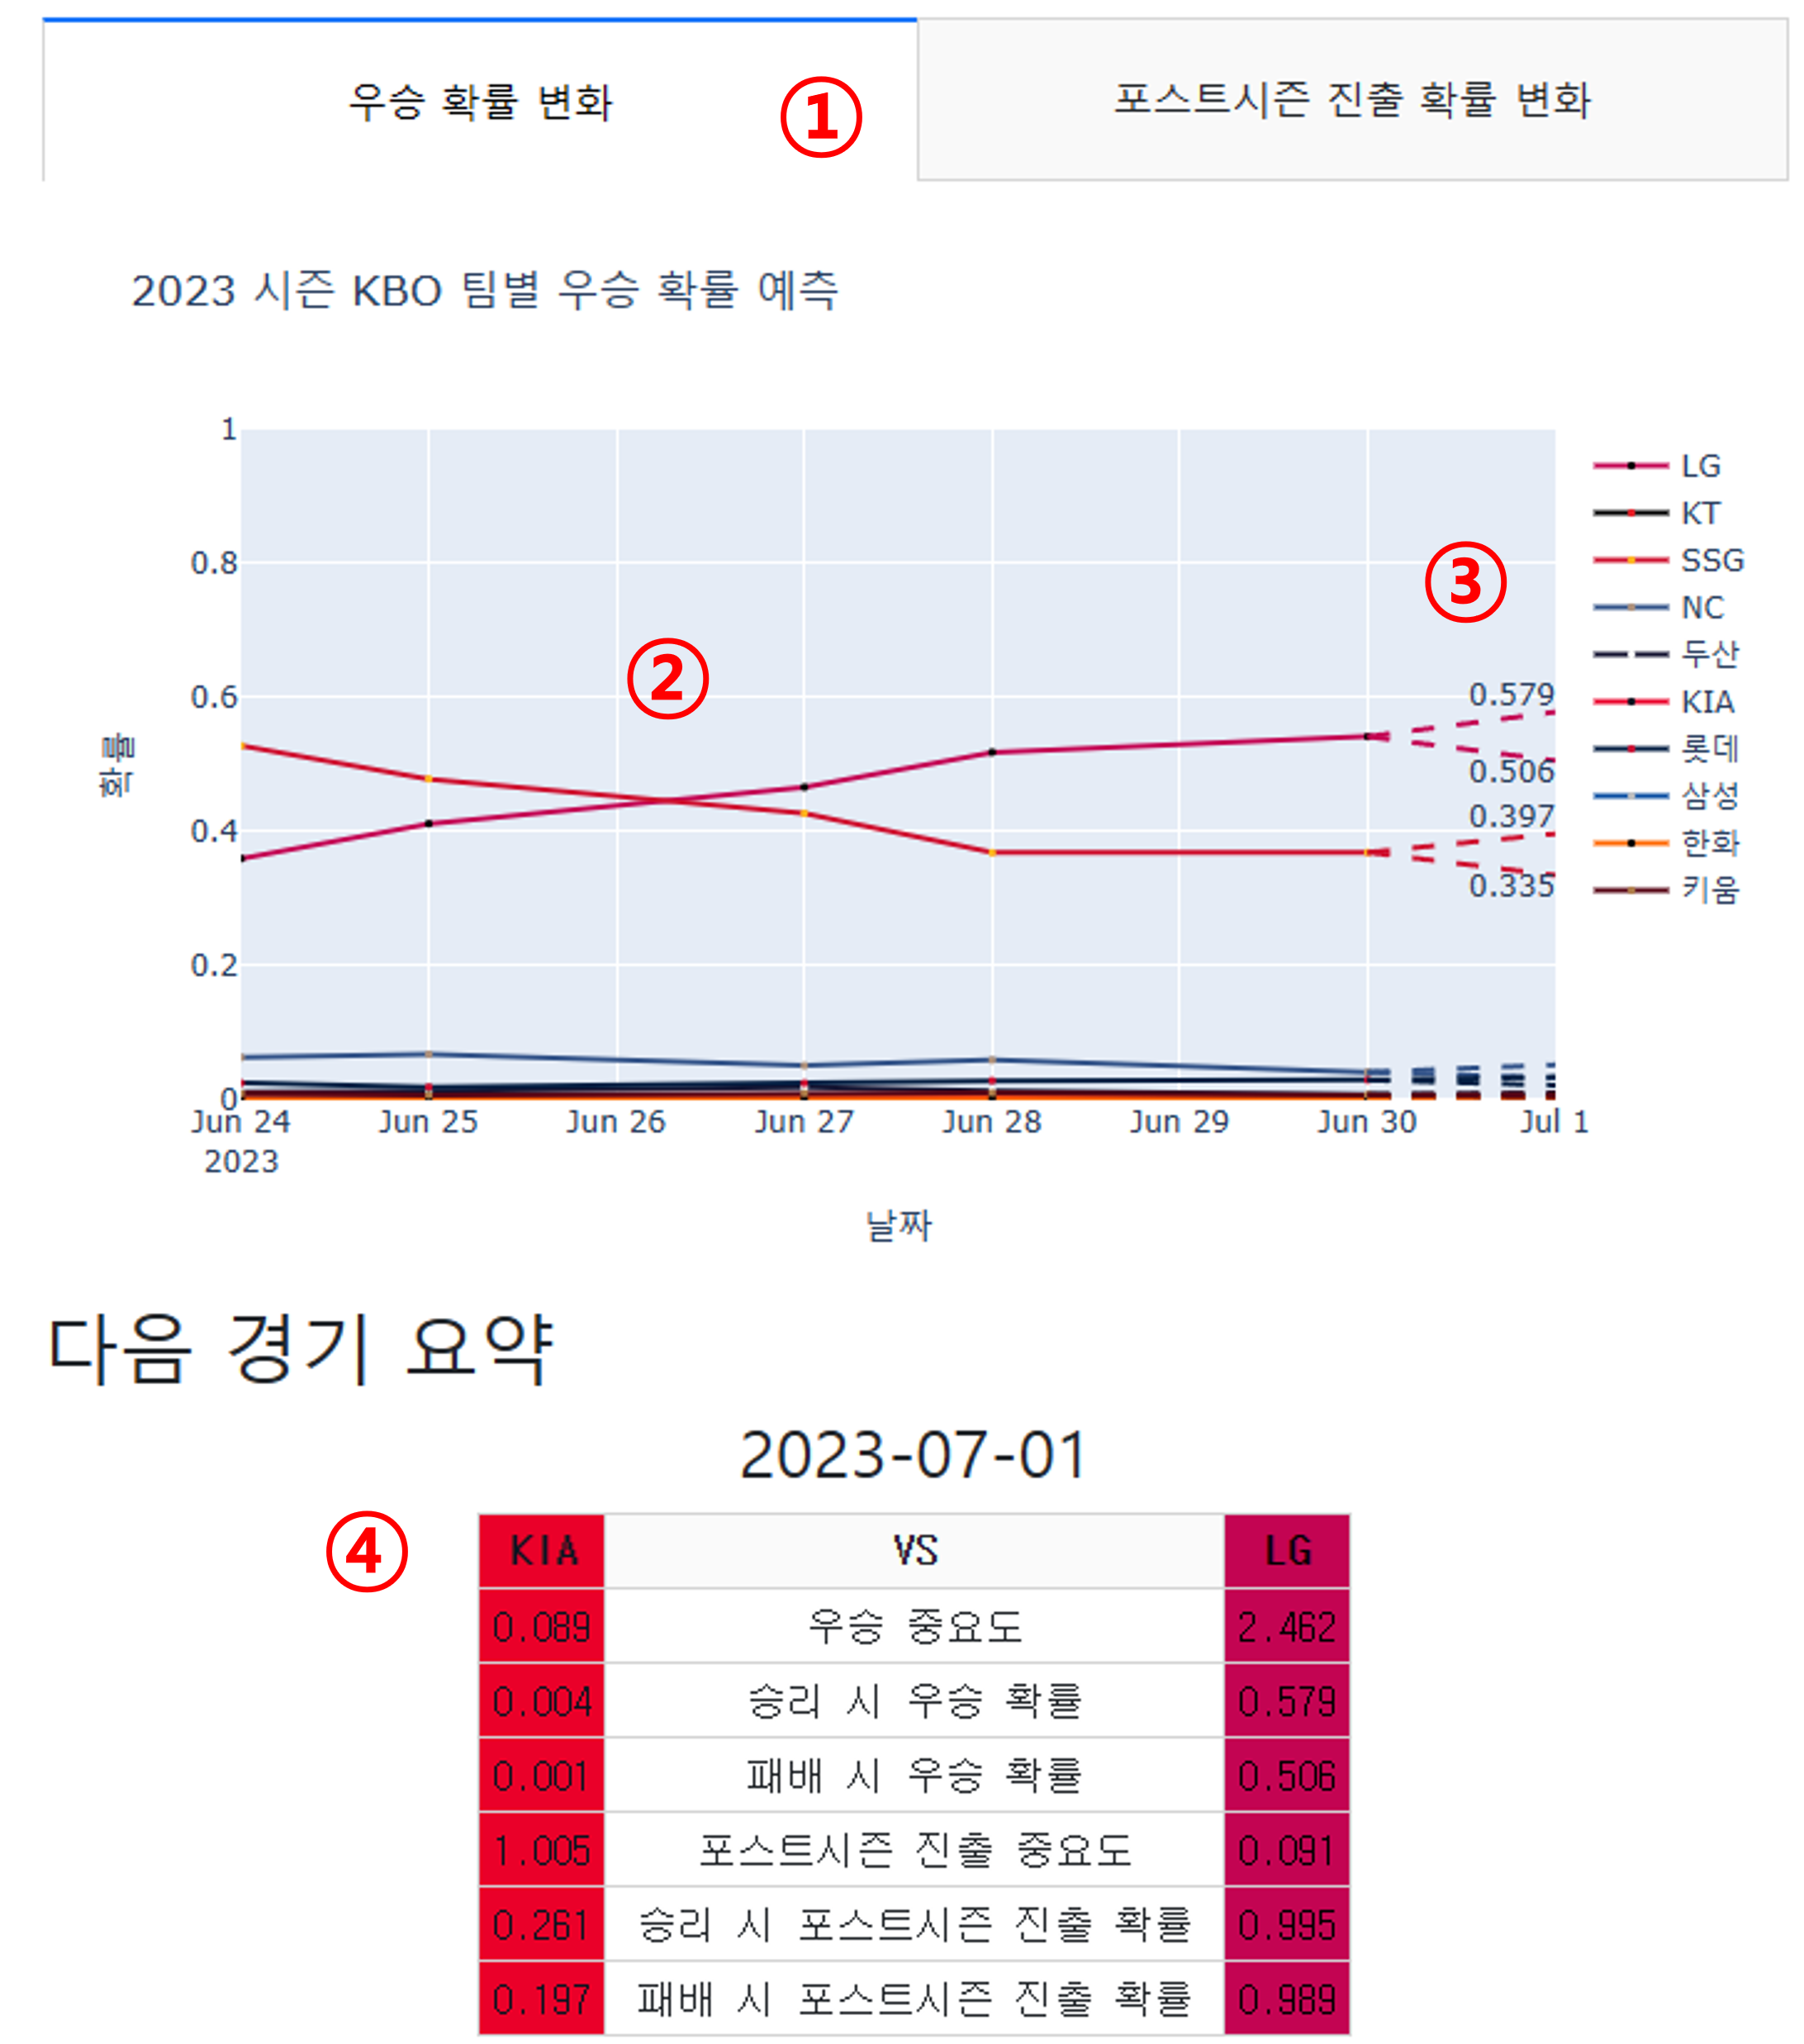 우승 확률 변화
①
포스트시즌 진출 확률 변화
2023 시즌 KBO 팀별 우승 확률 예측
확률
1
0.8
0.6
0.4
0.2
0
②
③
0.579
0.506
0.397
0.335
LG
KT
SSG
NC
두산
KIA
롯데
삼성
한화
키움
Jun 24 Jun 25 Jun 26 Jun 27 Jun 28 Jun 29 Jun 30 Jul 1
2023
날짜
다음 경기 요약
2023-07-01
④
KIA VS LG
0.089 우승 중요도 2.462
0.004 승리 시 우승 확률 0.579
0.001 패배 시 우승 확률 0.506
1.005 포스트시즌 진출 중요도 0.091
0.261 승리 시 포스트시즌 진출 확률 0.995
0.197 패배 시 포스트시즌 진출 확률 0.989